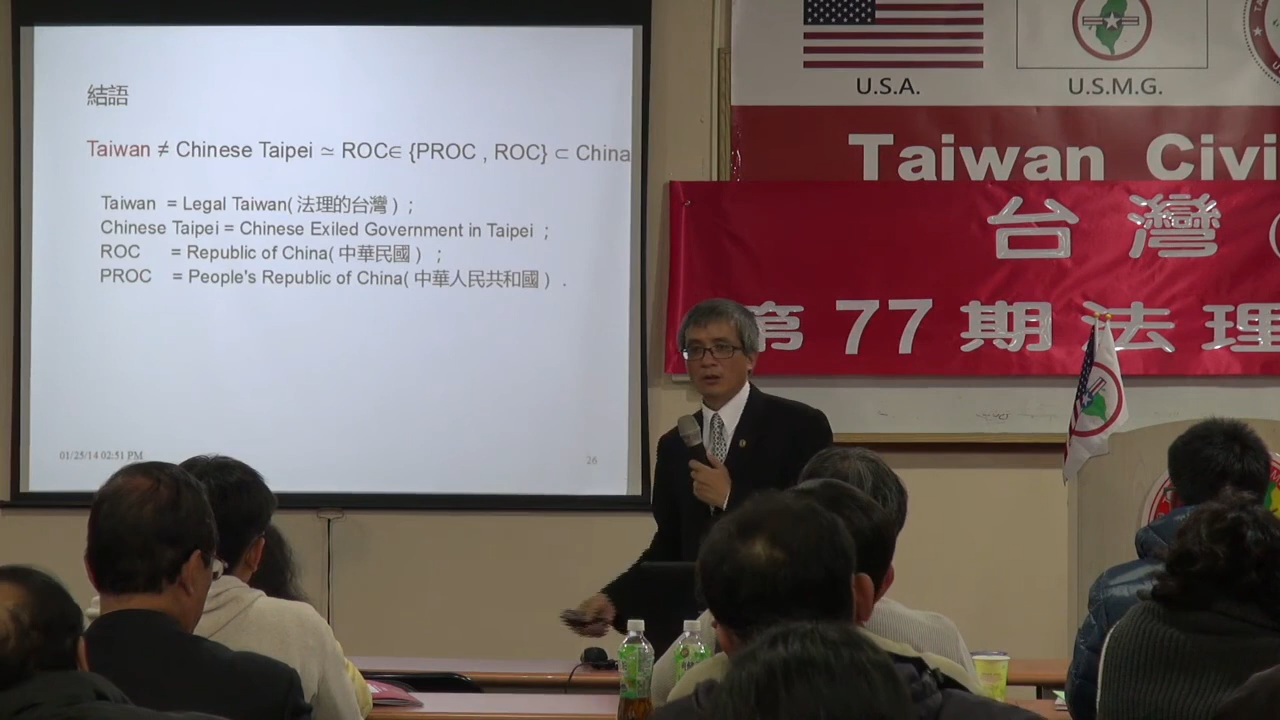 結語
Taiwan ≠ Chinese Taipei ≃ ROC∈ {PROC , ROC} ⊂ China
Taiwan = Legal Taiwan( 法理的台灣 ) ;
Chinese Taipei = Chinese Exiled Government in Taipei ;
ROC = Republic of China( 中華民國 ) ;
PROC = People's Republic of China( 中華人民共和國 ) .
01/25/14 02:51 PM
26
U.S.A.
U.S.M.G.
Taiwan Civi
台灣
第77期法理